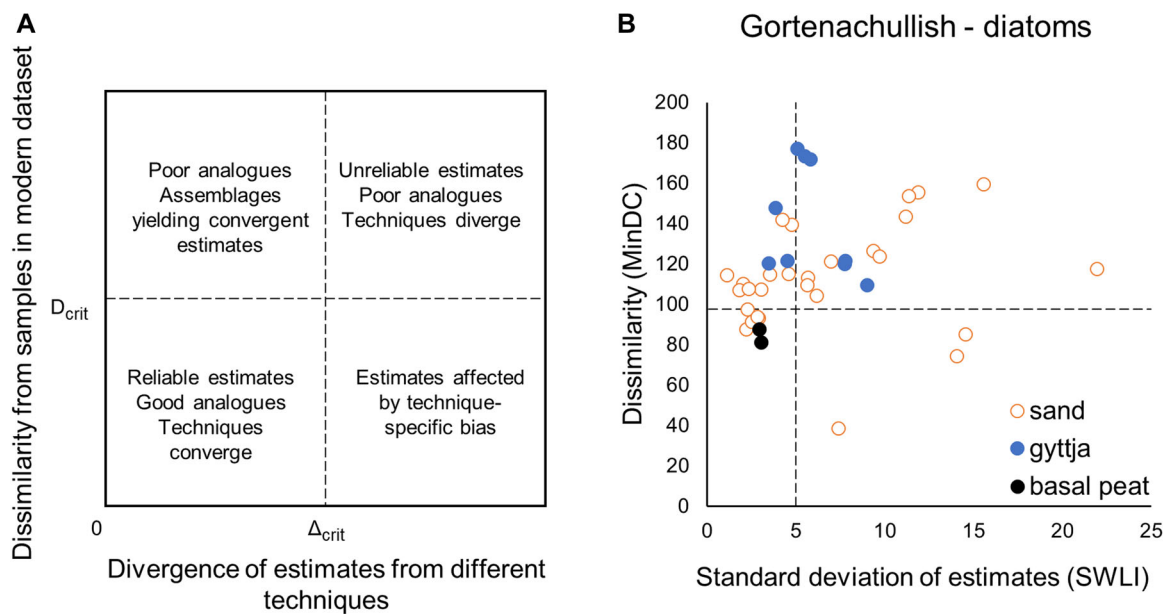 A
Dissimilarity from samples in modern dataset
Poor analogues
Assemblages
yielding convergent
estimates
Unreliable estimates
Poor analogues
Techniques diverge
D_crit
Reliable estimates
Good analogues
Techniques
converge
Estimates affected
by technique-
specific bias
0
Δ_crit
Divergence of estimates from different
techniques
B
Gortenachullish - diatoms
Dissimilarity (MinDC)
200
180
160
140
120
100
80
60
40
20
0
sand
gyttja
basal peat
0 5 10 15 20 25
Standard deviation of estimates (SWLI)